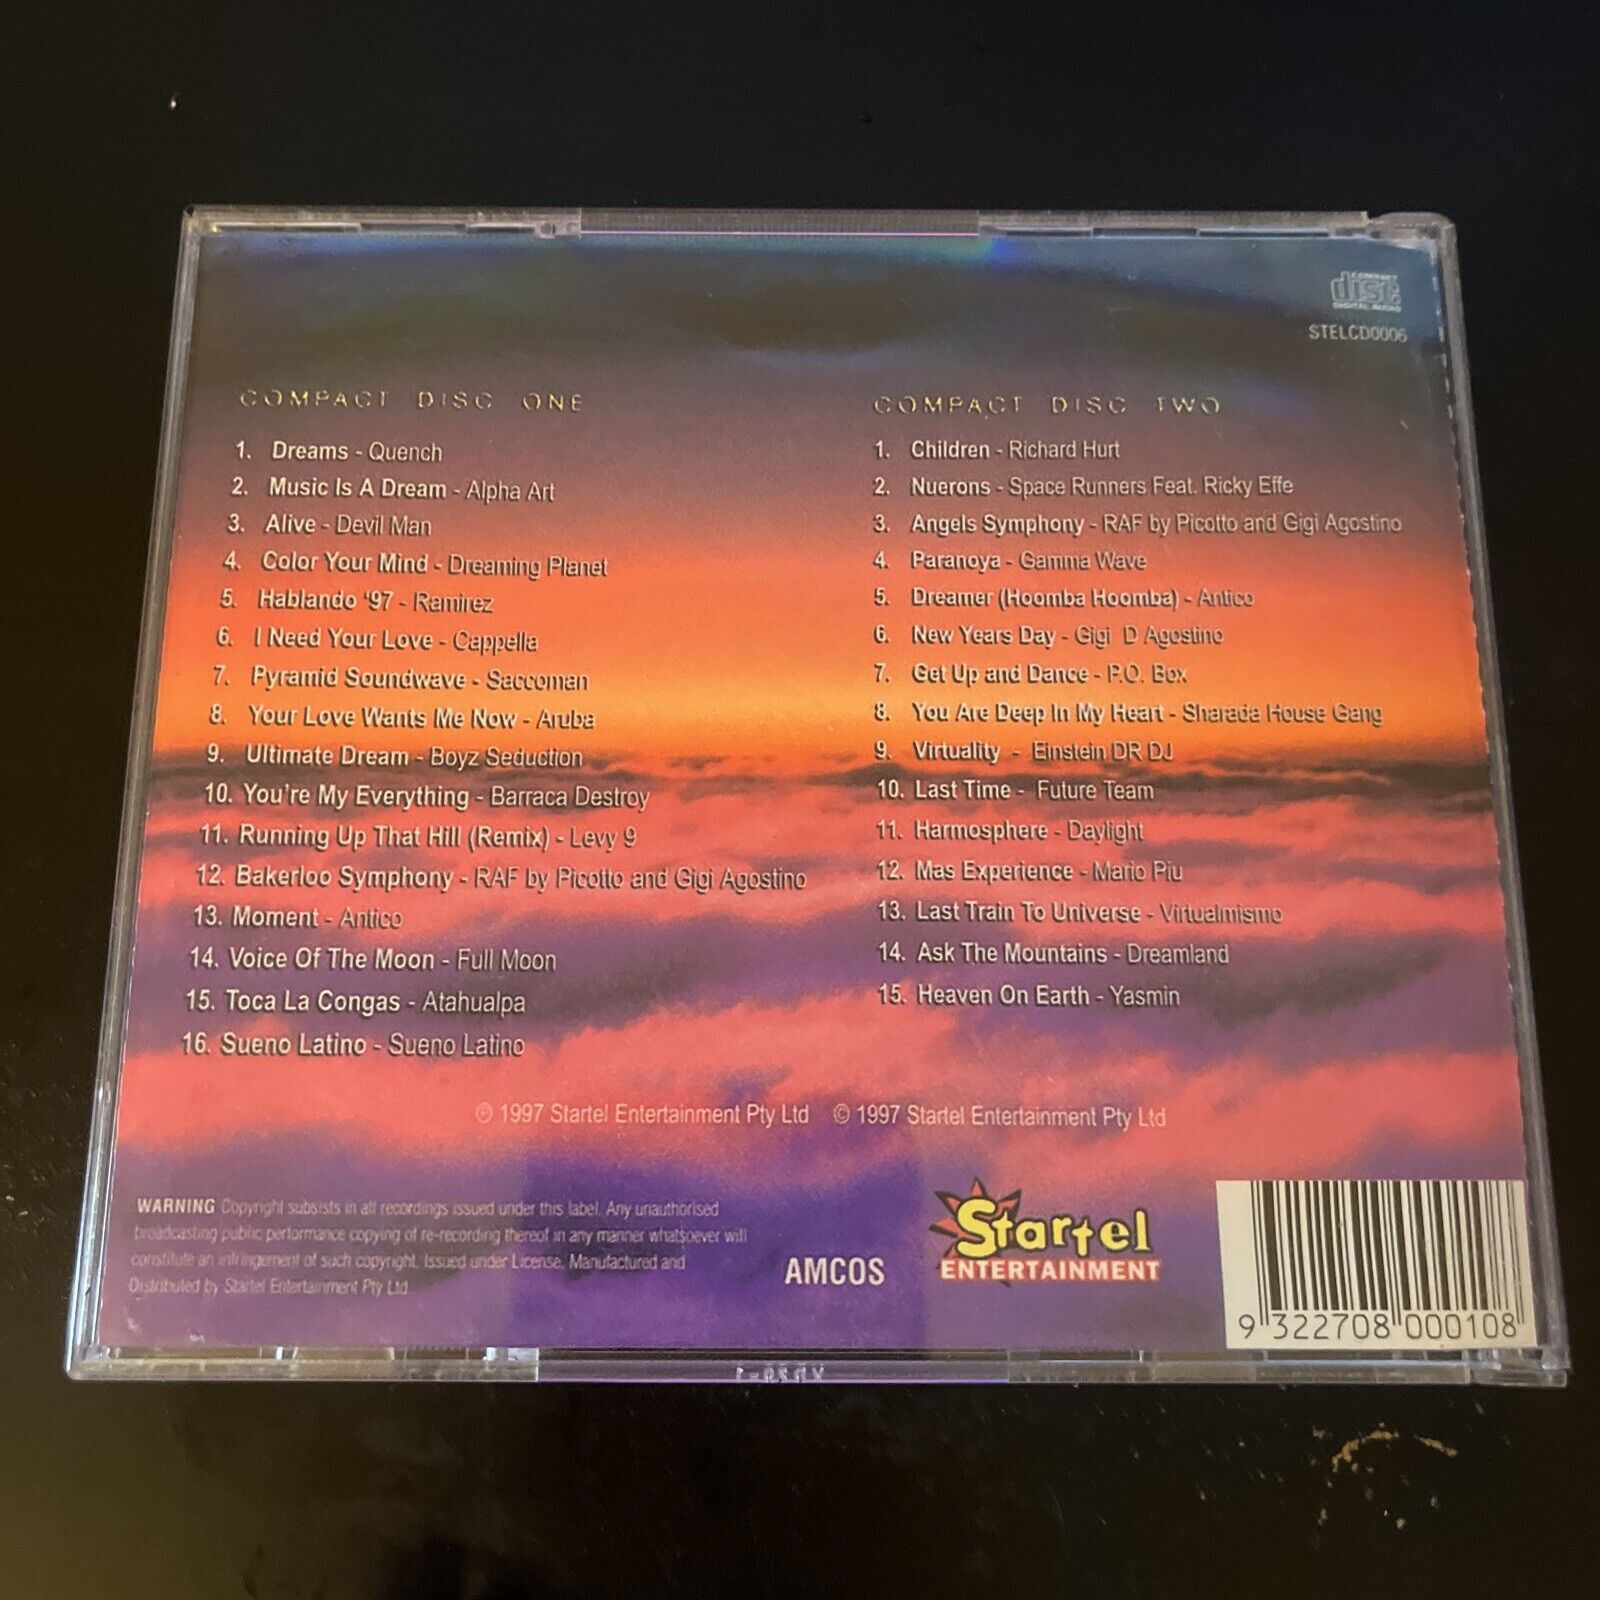 COMPACT
disc
DIGITAL AUDIO
STELCD0006
COMPACT DISC ONE
1. Dreams - Quench
2. Music Is A Dream - Alpha Art
3. Alive - Devil Man
4. Color Your Mind - Dreaming Planet
5. Hablando '97 - Ramirez
6. I Need Your Love - Cappella
7. Pyramid Soundwave - Saccoman
8. Your Love Wants Me Now - Aruba
9. Ultimate Dream - Boyz Seduction
10. You're My Everything - Barraca Destroy
11. Running Up That Hill (Remix) - Levy 9
12. Bakerloo Symphony - RAF by Picotto and Gigi Agostino
13. Moment - Antico
14. Voice Of The Moon - Full Moon
15. Toca La Congas - Atahualpa
16. Sueno Latino - Sueno Latino
COMPACT DISC TWO
1. Children - Richard Hurt
2. Nuerons - Space Runners Feat. Ricky Effe
3. Angels Symphony - RAF by Picotto and Gigi Agostino
4. Paranoya - Gamma Wave
5. Dreamer (Hoomba Hoomba) - Antico
6. New Years Day - Gigi D Agostino
7. Get Up and Dance - P.O. Box
8. You Are Deep In My Heart - Sharada House Gang
9. Virtuality - Einstein DR DJ
10. Last Time - Future Team
11. Harmosphere - Daylight
12. Mas Experience - Mario Piu
13. Last Train To Universe - Virtualmismo
14. Ask The Mountains - Dreamland
15. Heaven On Earth - Yasmin
℗ 1997 Startel Entertainment Pty Ltd © 1997 Startel Entertainment Pty Ltd
WARNING Copyright subsists in all recordings issued under this label. Any unauthorised
broadcasting public performance copying of re-recording thereof in any manner whatsoever will
constitute an infringement of such copyright. Issued under License. Manufactured and
Distributed by Startel Entertainment Pty Ltd
AMCOS
Startel
ENTERTAINMENT
9 322708 000108